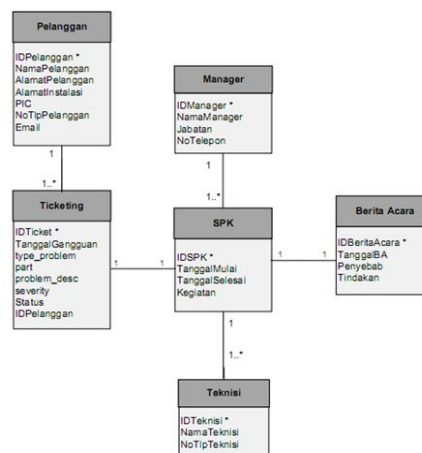 Pelanggan
IDPelanggan *
NamaPelanggan
AlamatPelanggan
AlamatInstalasi
PIC
NoTlpPelanggan
Email
1
1..*
Ticketing
IDTicket *
TanggalGangguan
type_problem
part
problem_desc
severity
Status
IDPelanggan
1
1
Manager
IDManager *
NamaManager
Jabatan
NoTelepon
1
1..*
SPK
IDSPK *
TanggalMulai
TanggalSelesai
Kegiatan
1
1
Berita Acara
IDBeritaAcara *
TanggalBA
Penyebab
Tindakan
1
1..*
Teknisi
IDTeknisi *
NamaTeknisi
NoTlpTeknisi